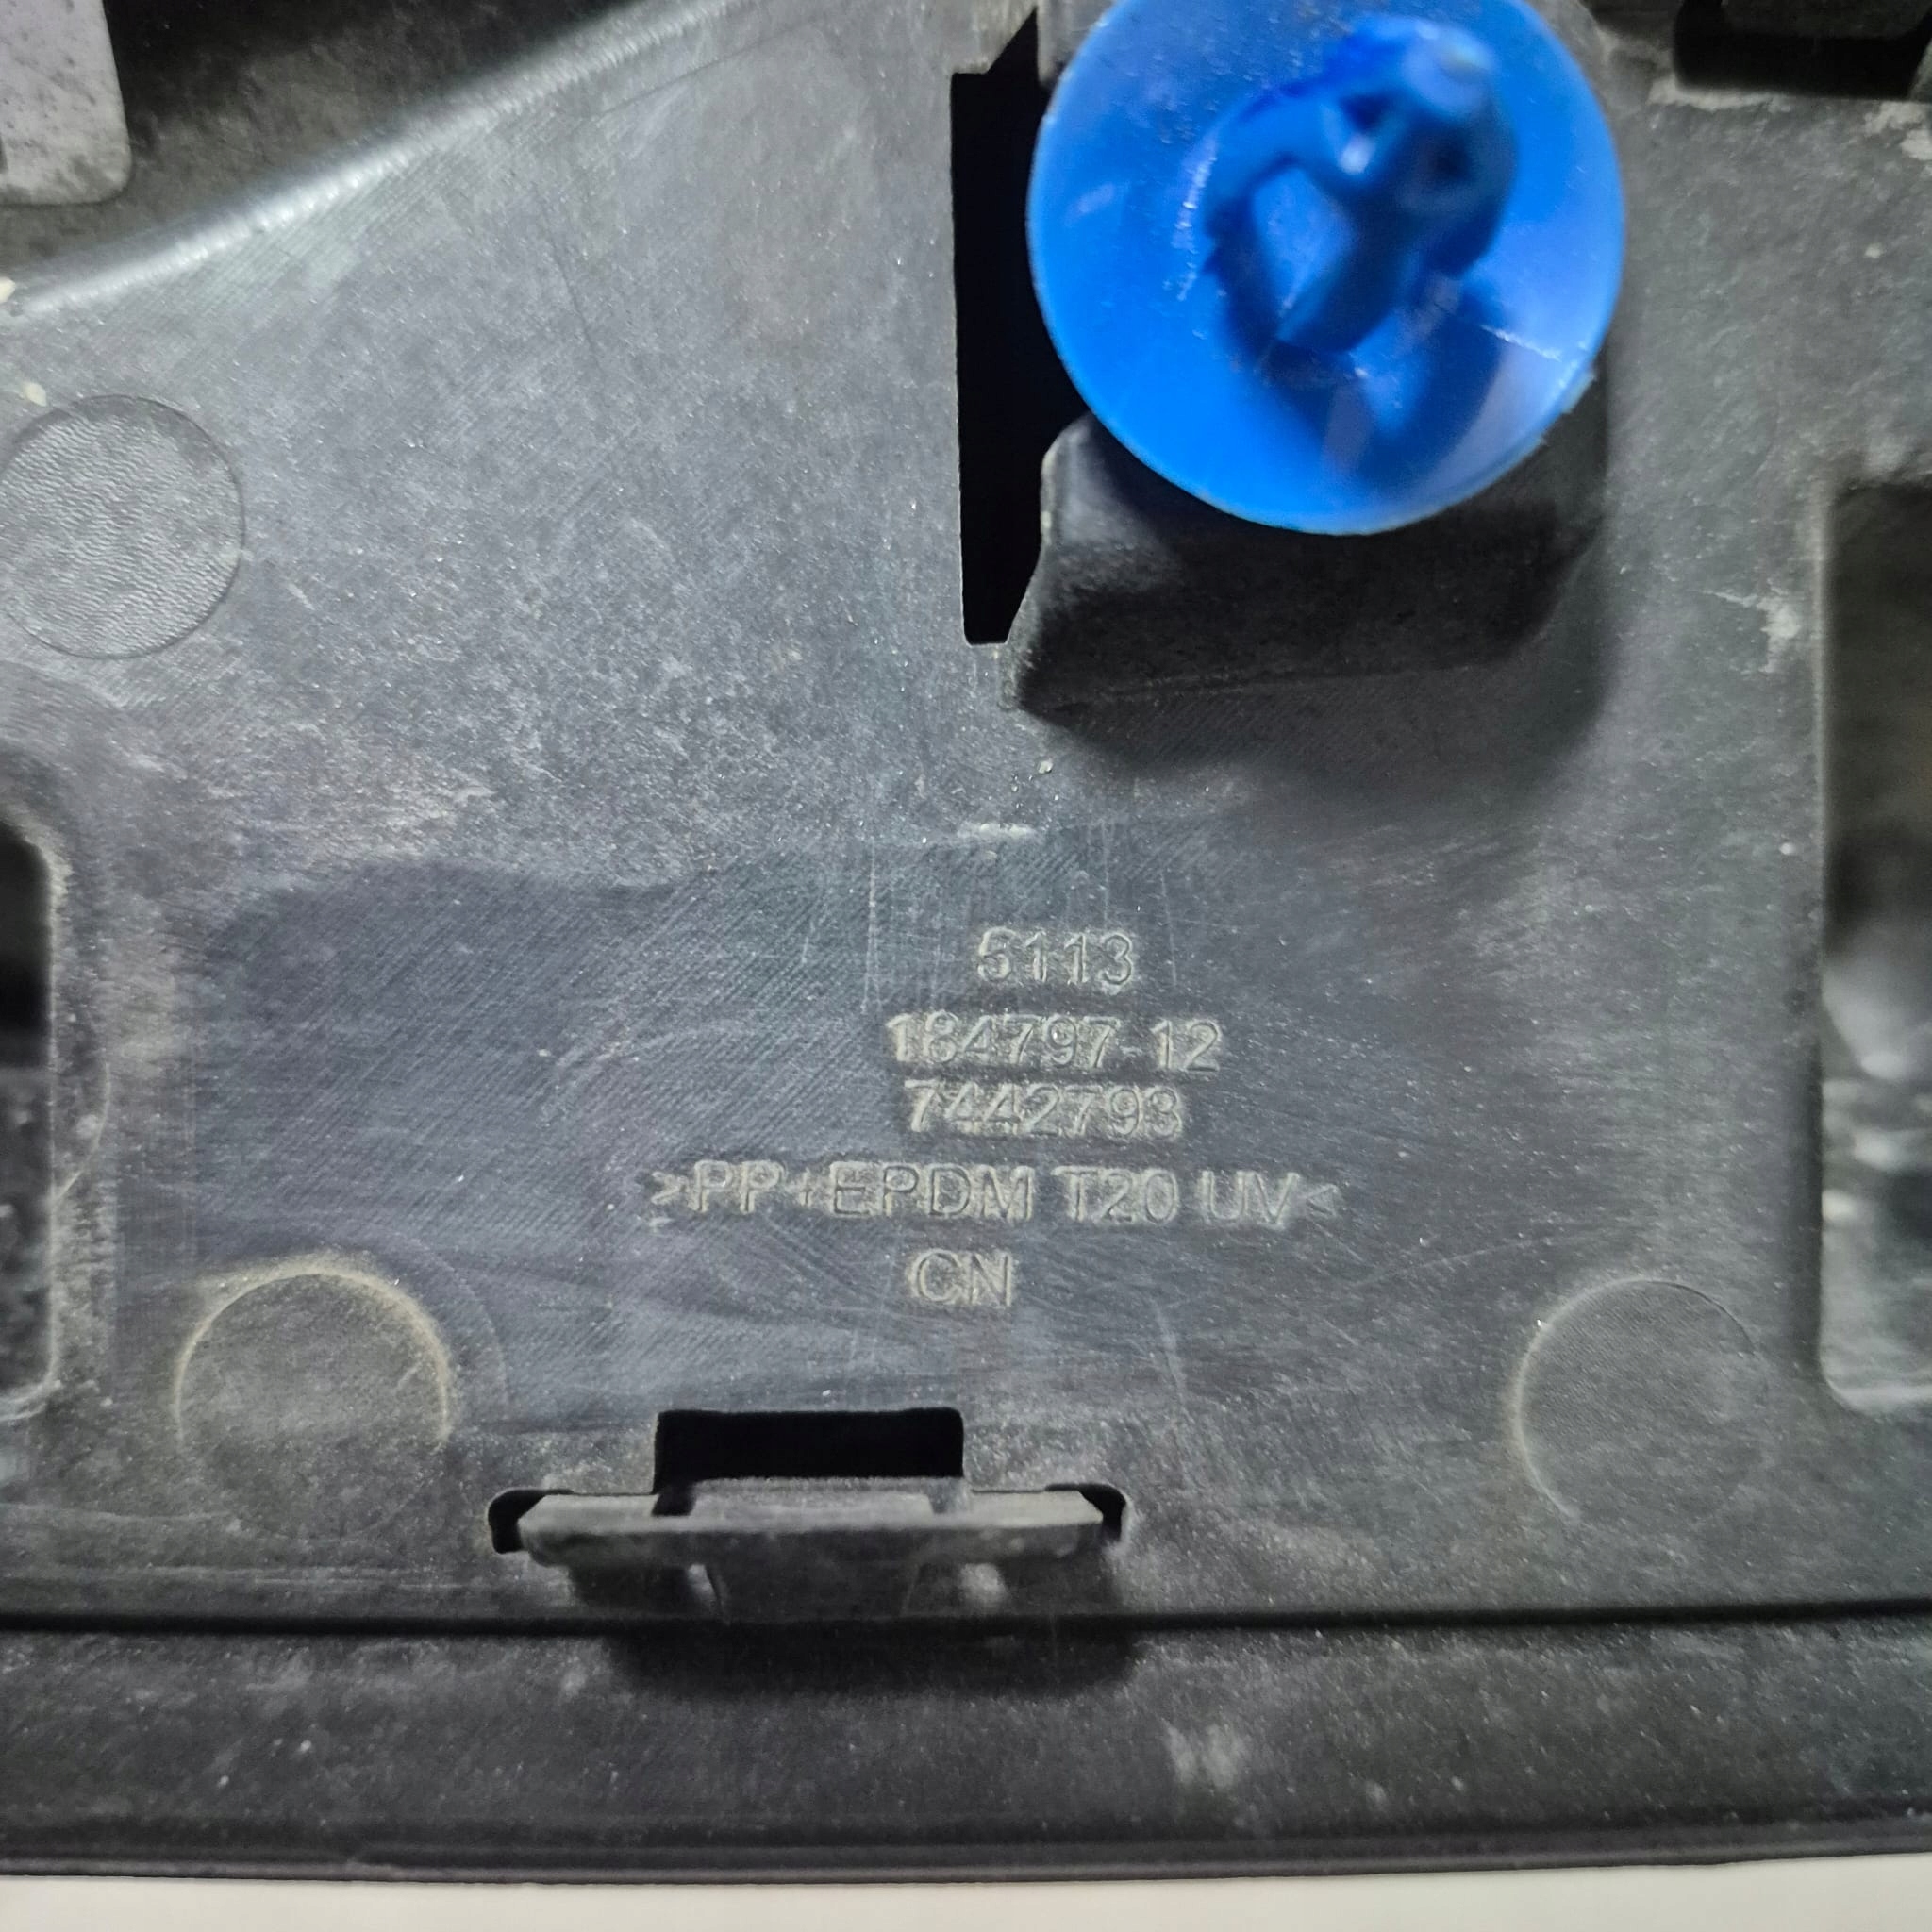 5113
184797-12
7442793
>PP+EPDM T20 UV<
CN